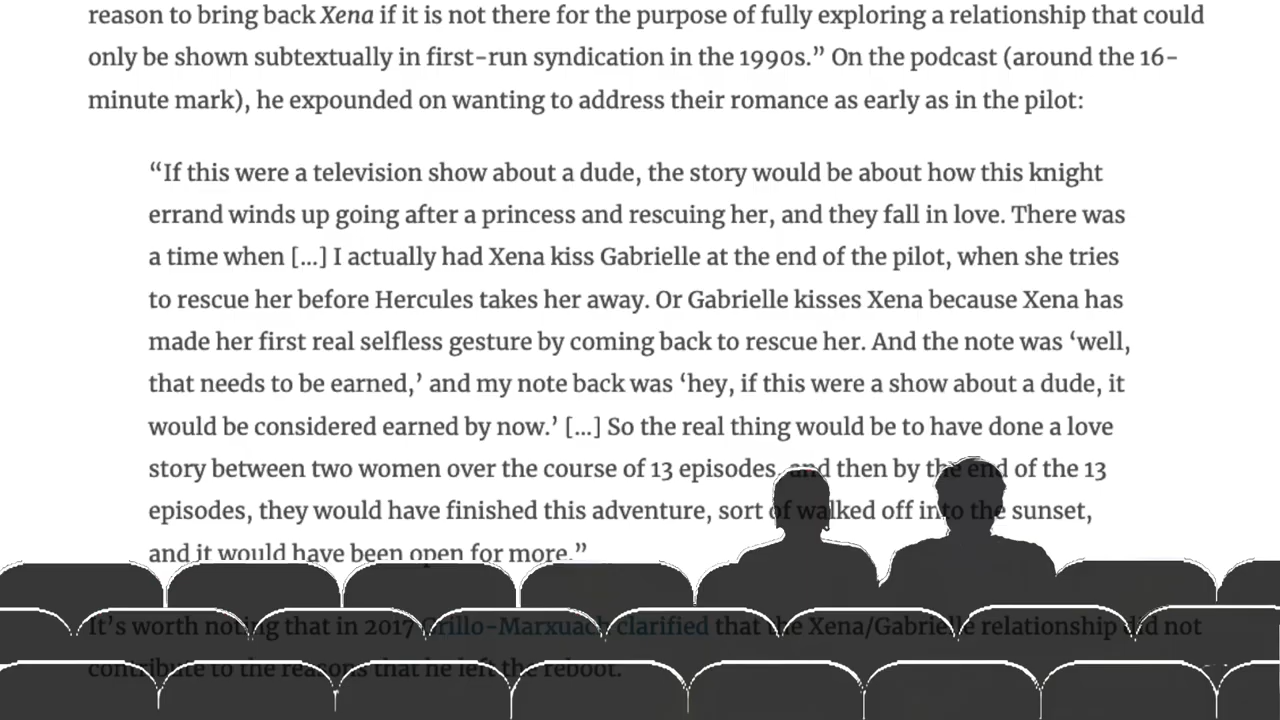 reason to bring back Xena if it is not there for the purpose of fully exploring a relationship that could
only be shown subtextually in first-run syndication in the 1990s.” On the podcast (around the 16-
minute mark), he expounded on wanting to address their romance as early as in the pilot:
“If this were a television show about a dude, the story would be about how this knight
errand winds up going after a princess and rescuing her, and they fall in love. There was
a time when [...] I actually had Xena kiss Gabrielle at the end of the pilot, when she tries
to rescue her before Hercules takes her away. Or Gabrielle kisses Xena because Xena has
made her first real selfless gesture by coming back to rescue her. And the note was ‘well,
that needs to be earned,’ and my note back was ‘hey, if this were a show about a dude, it
would be considered earned by now.’ [...] So the real thing would be to have done a love
story between two women over the course of 13 episodes, and then by the end of the 13
episodes, they would have finished this adventure, sort of walked off into the sunset,
and it would have been open for more.”
It’s worth noting that in 2017 Grillo-Marxuach clarified that the Xena/Gabrielle relationship did not
contribute to the reasons that he left the reboot.